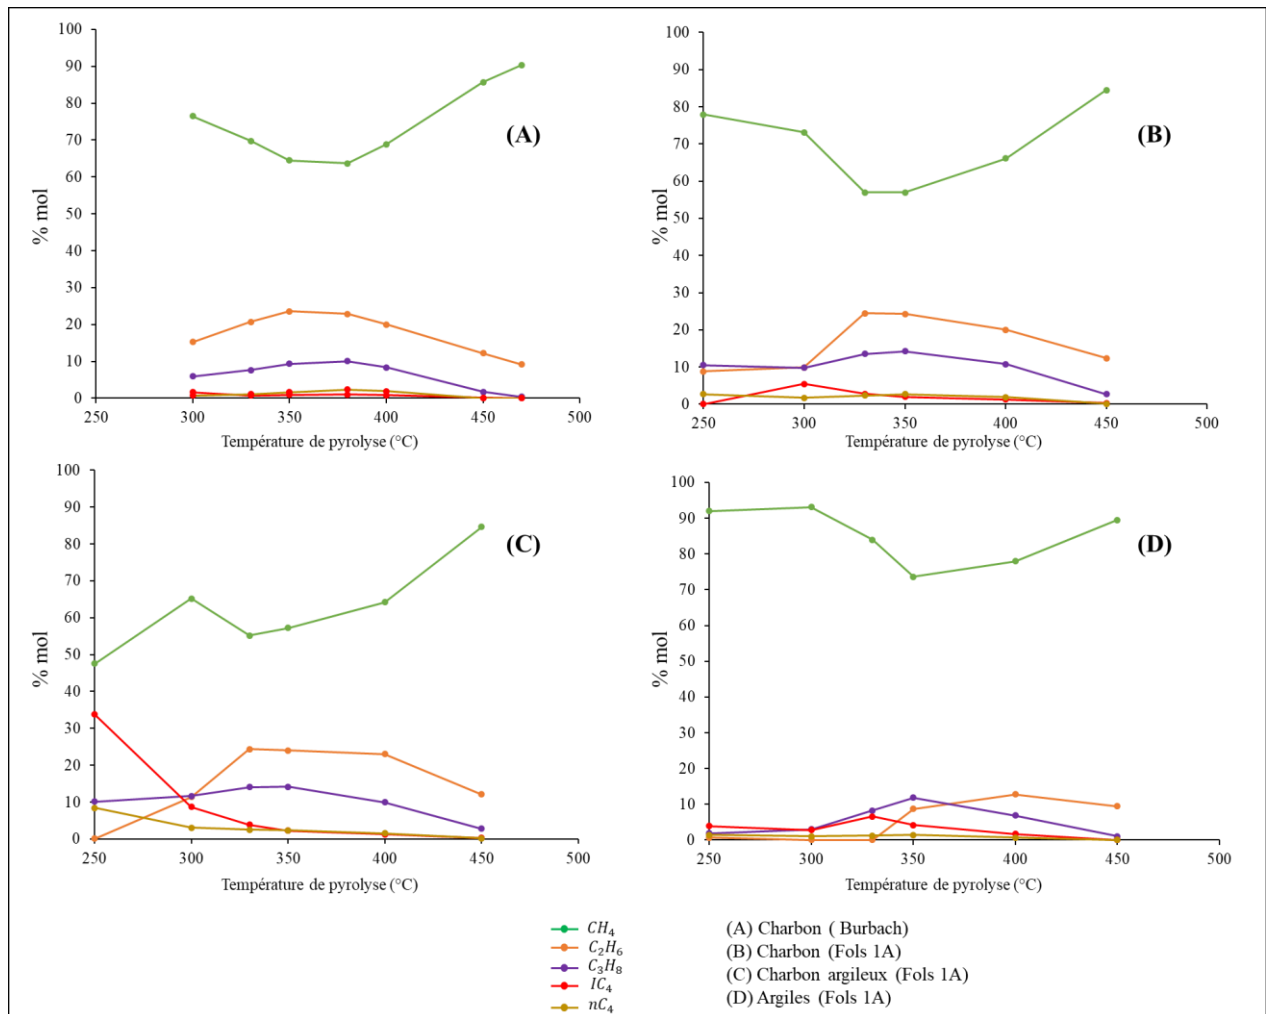 100
90
80
70
60
50
40
30
20
10
0
% mol
250 300 350 400 450 500
Température de pyrolyse (°C)
(A)
100
90
80
70
60
50
40
30
20
10
0
% mol
250 300 350 400 450 500
Température de pyrolyse (°C)
(B)
100
90
80
70
60
50
40
30
20
10
0
% mol
250 300 350 400 450 500
Température de pyrolyse (°C)
(C)
100
90
80
70
60
50
40
30
20
10
0
% mol
250 300 350 400 450 500
Température de pyrolyse (°C)
(D)
CH₄
C₂H₆
C₃H₈
IC₄
nC₄
(A) Charbon ( Burbach)
(B) Charbon (Fols 1A)
(C) Charbon argileux (Fols 1A)
(D) Argiles (Fols 1A)